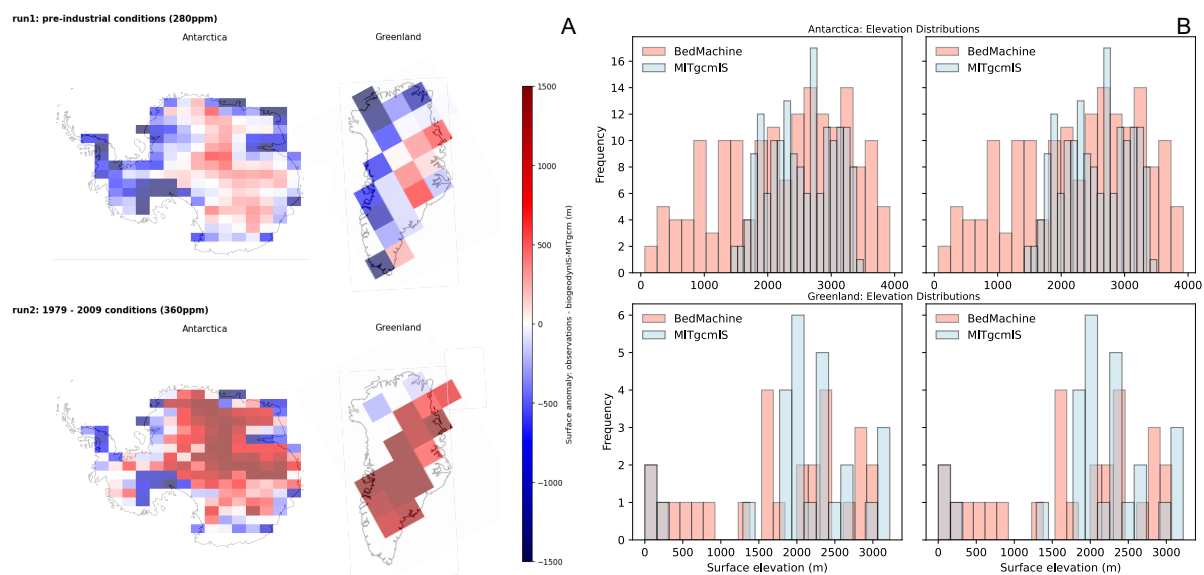 run1: pre-industrial conditions (280ppm)
Antarctica
Greenland
run2: 1979 - 2009 conditions (360ppm)
Antarctica
Greenland
A
1500
1000
500
0
−500
−1000
−1500
Surface anomaly: observations - biogeodynIS-MITgcm (m)
B
Antarctica: Elevation Distributions
BedMachine
MITgcmIS
BedMachine
MITgcmIS
Frequency
16
14
12
10
8
6
4
2
0
0 1000 2000 3000 4000
0 1000 2000 3000 4000
Greenland: Elevation Distributions
BedMachine
MITgcmIS
BedMachine
MITgcmIS
Frequency
6
5
4
3
2
1
0
0 500 1000 1500 2000 2500 3000
0 500 1000 1500 2000 2500 3000
Surface elevation (m)
Surface elevation (m)